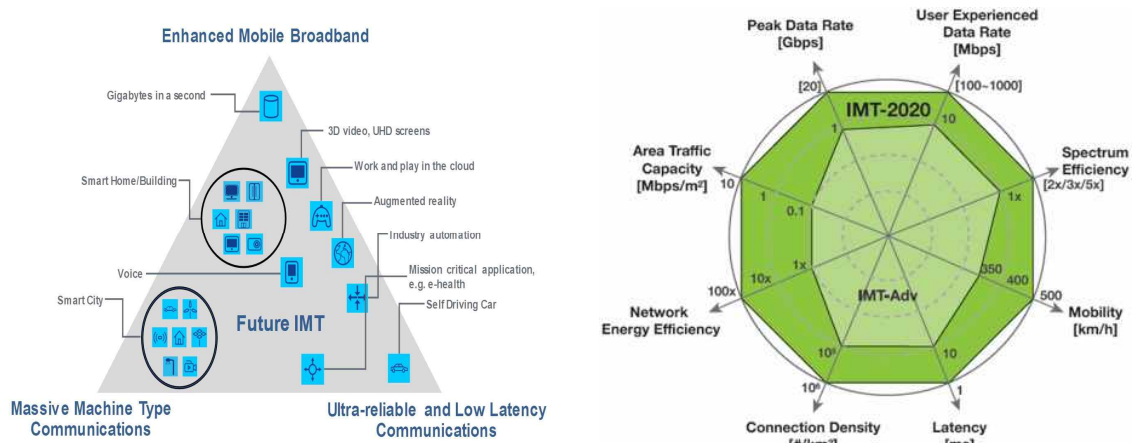 Enhanced Mobile Broadband
Gigabytes in a second
3D video, UHD screens
Work and play in the cloud
Smart Home/Building
Augmented reality
Industry automation
Voice
Mission critical application,
e.g. e-health
Smart City
Self Driving Car
Future IMT
Massive Machine Type
Communications
Ultra-reliable and Low Latency
Communications
Peak Data Rate
[Gbps]
User Experienced
Data Rate
[Mbps]
[20]
[100~1000]
IMT-2020
1
10
Area Traffic
Capacity
[Mbps/m²]
Spectrum
Efficiency
[2x/3x/5x]
10
1
0.1
1x
1x
10x
100x
350
400
500
Network
Energy Efficiency
IMT-Adv
Mobility
[km/h]
10⁵
10⁶
10
1
Connection Density
[#/km²]
Latency
[ms]